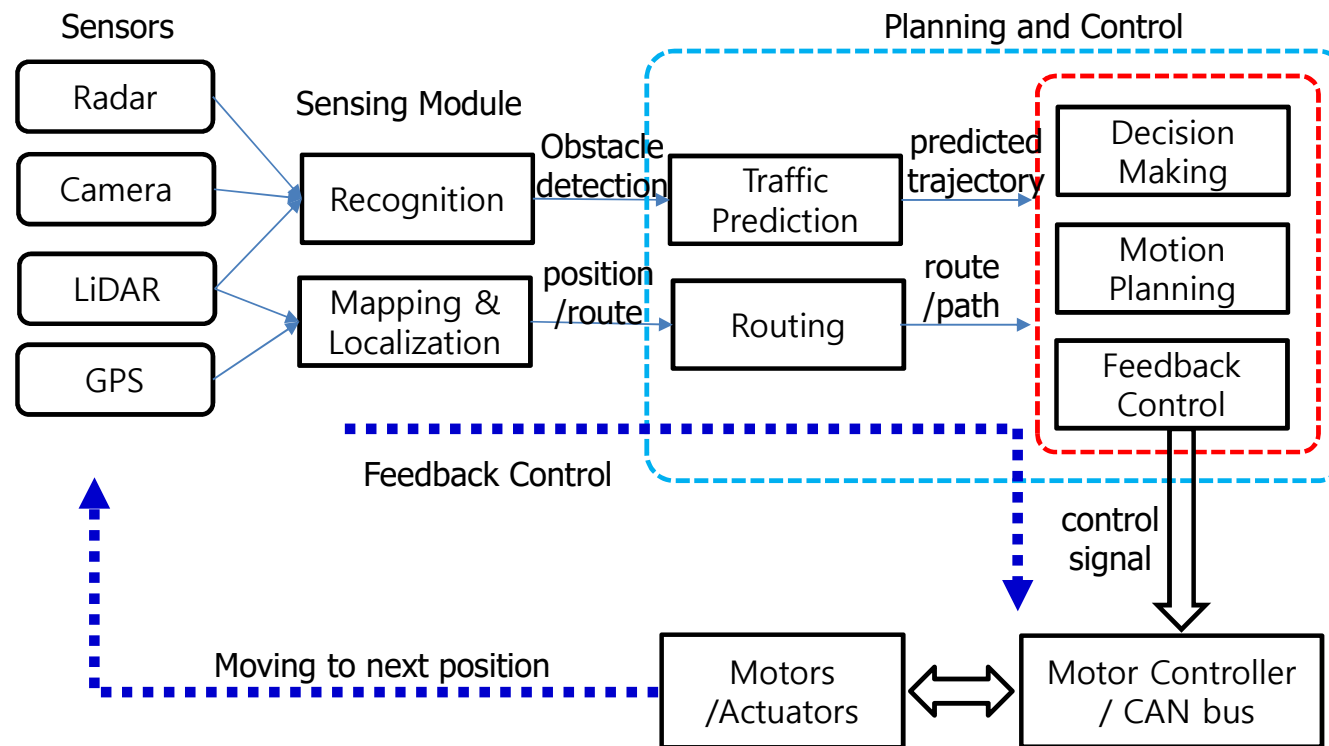 Sensors
Planning and Control
Radar
Camera
LiDAR
GPS
Sensing Module
Recognition
Mapping &
Localization
Obstacle
detection
position
/route
Traffic
Prediction
Routing
predicted
trajectory
route
/path
Decision
Making
Motion
Planning
Feedback
Control
Feedback Control
control
signal
Moving to next position
Motors
/Actuators
Motor Controller
/ CAN bus